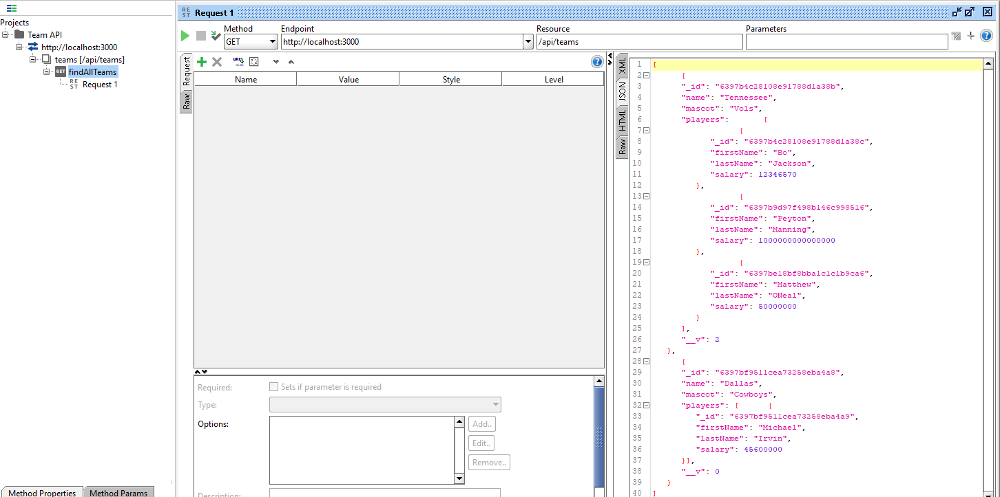 Projects
Team API
http://localhost:3000
teams [/api/teams]
GET findAllTeams
REST Request 1
Method Properties
Method Params
REST Request 1
Method Endpoint Resource Parameters
GET http://localhost:3000 /api/teams
Request
Raw
Name Value Style Level
Required: Sets if parameter is required
Type:
Options:
Add..
Edit..
Remove..
Description:
XML
JSON
HTML
Raw
1 [
2 {
3 "_id": "6397b4c28108e91788d1a38b",
4 "name": "Tennessee",
5 "mascot": "Vols",
6 "players": [
7 {
8 "_id": "6397b4c28108e91788d1a38c",
9 "firstName": "Bo",
10 "lastName": "Jackson",
11 "salary": 12346570
12 },
13 {
14 "_id": "6397b9d97f498b146c998516",
15 "firstName": "Peyton",
16 "lastName": "Manning",
17 "salary": 1000000000000000
18 },
19 {
20 "_id": "6397be18bf8bba1c1c1b9ca6",
21 "firstName": "Matthew",
22 "lastName": "ONeal",
23 "salary": 50000000
24 }
25 ],
26 "__v": 2
27 },
28 {
29 "_id": "6397bf9511cea73258eba4a8",
30 "name": "Dallas",
31 "mascot": "Cowboys",
32 "players": [ {
33 "_id": "6397bf9511cea73258eba4a9",
34 "firstName": "Michael",
35 "lastName": "Irvin",
36 "salary": 45600000
37 }],
38 "__v": 0
39 }
40 ]